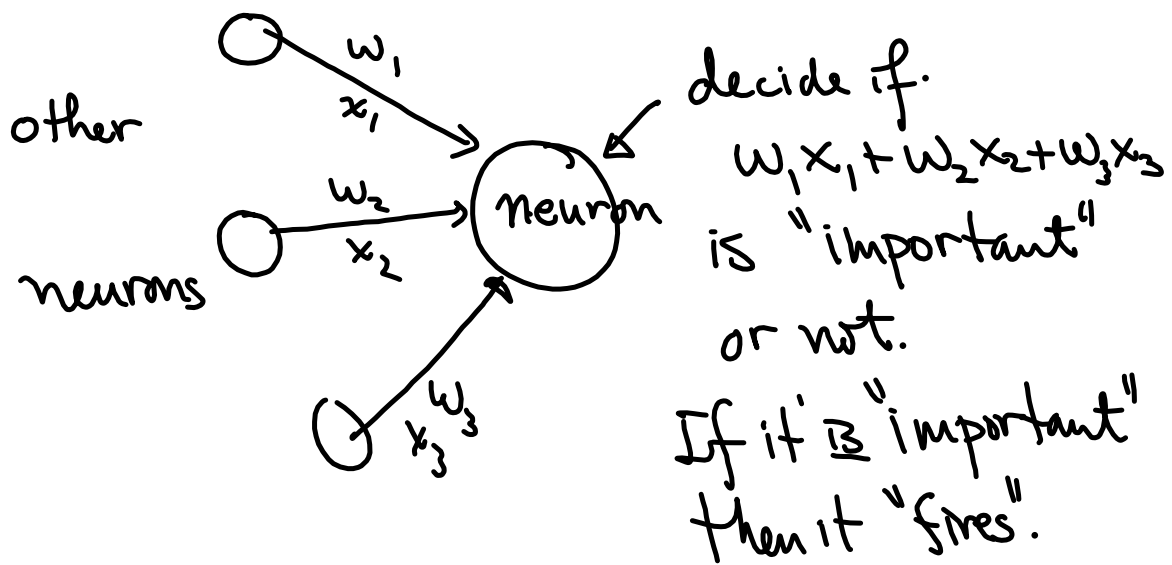 w₁
x₁
other
w₂
x₂
neurons
w₃
x₃
neuron
decide if
w₁x₁+w₂x₂+w₃x₃
is "important"
or not.
If it is "important"
then it "fires".